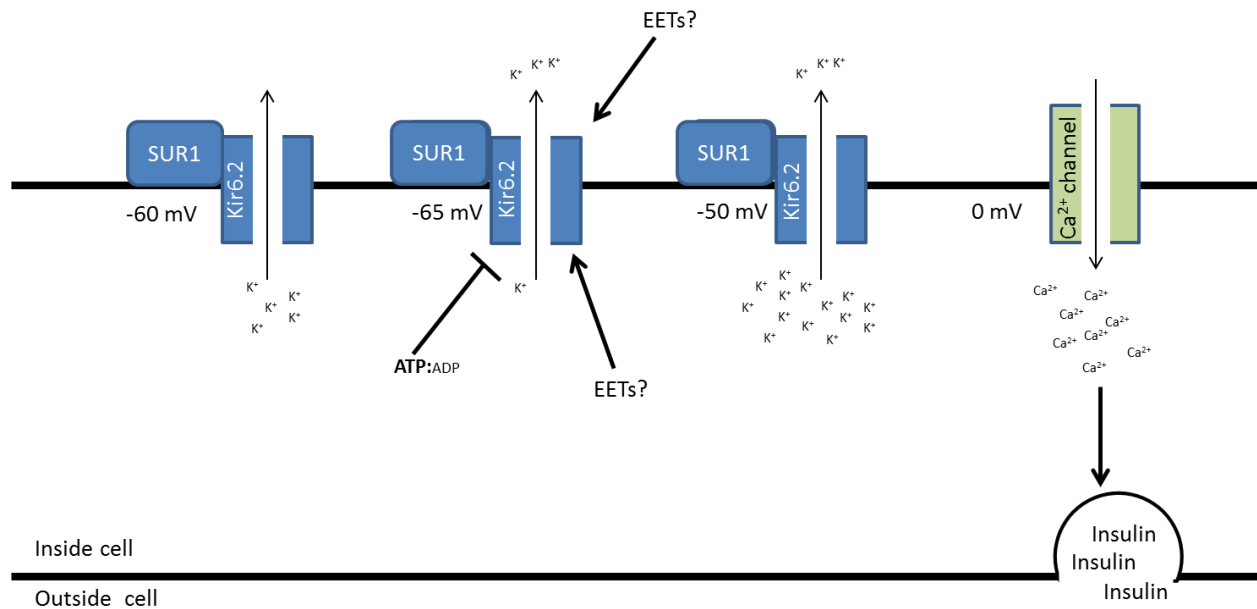 EETs?
K⁺ K⁺ K⁺
K⁺ K⁺ K⁺
SUR1
Kir6.2
SUR1
Kir6.2
SUR1
Kir6.2
Ca²⁺ channel
-60 mV
-65 mV
-50 mV
0 mV
K⁺
K⁺
K⁺
K⁺
K⁺
K⁺
K⁺
K⁺ K⁺
K⁺ K⁺
K⁺ K⁺
K⁺ K⁺
K⁺ K⁺
K⁺ K⁺
K⁺
Ca²⁺
Ca²⁺
Ca²⁺
Ca²⁺
Ca²⁺
Ca²⁺
Ca²⁺
Ca²⁺
ATP:ADP
EETs?
Insulin
Insulin
Insulin
Inside cell
Outside cell